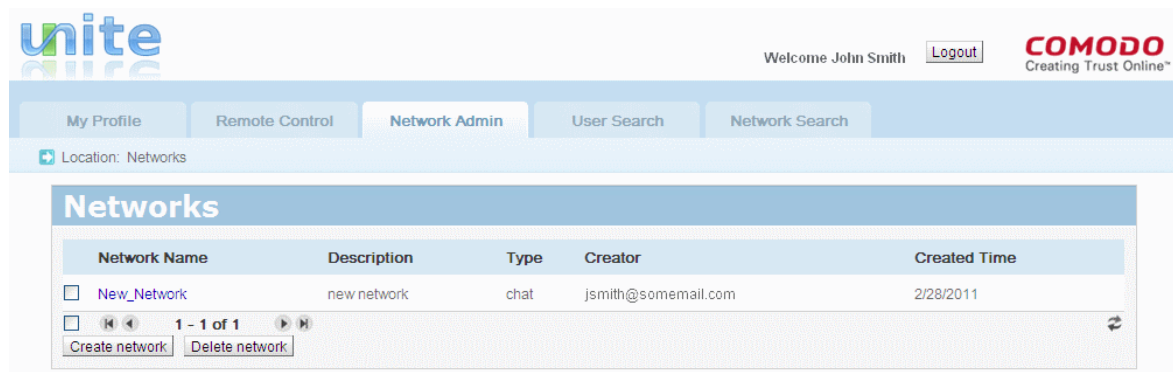 unite
Welcome John Smith Logout
COMODO
Creating Trust Online™
My Profile Remote Control Network Admin User Search Network Search
Location: Networks
Networks
Network Name Description Type Creator Created Time
New_Network new network chat jsmith@somemail.com 2/28/2011
1 - 1 of 1
Create network Delete network